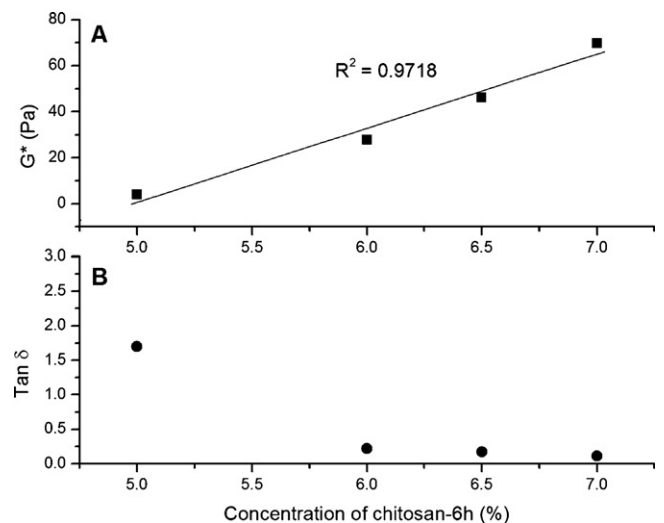 A
R² = 0.9718
G* (Pa)
80
60
40
20
0
5.0 5.5 6.0 6.5 7.0
B
Tan δ
3.0
2.5
2.0
1.5
1.0
0.5
0.0
5.0 5.5 6.0 6.5 7.0
Concentration of chitosan-6h (%)